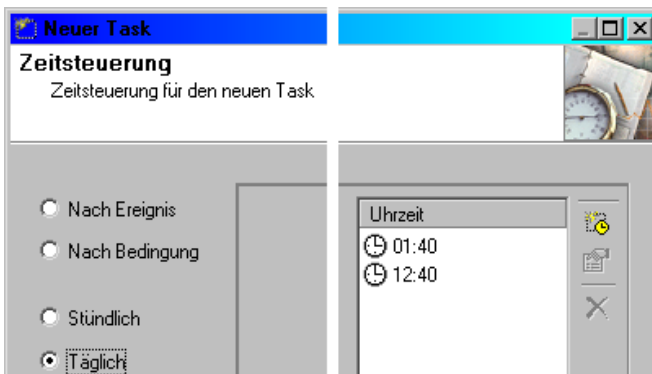 Neuer Task
Zeitsteuerung
Zeitsteuerung für den neuen Task
Nach Ereignis
Nach Bedingung
Stündlich
Täglich
Uhrzeit
01:40
12:40